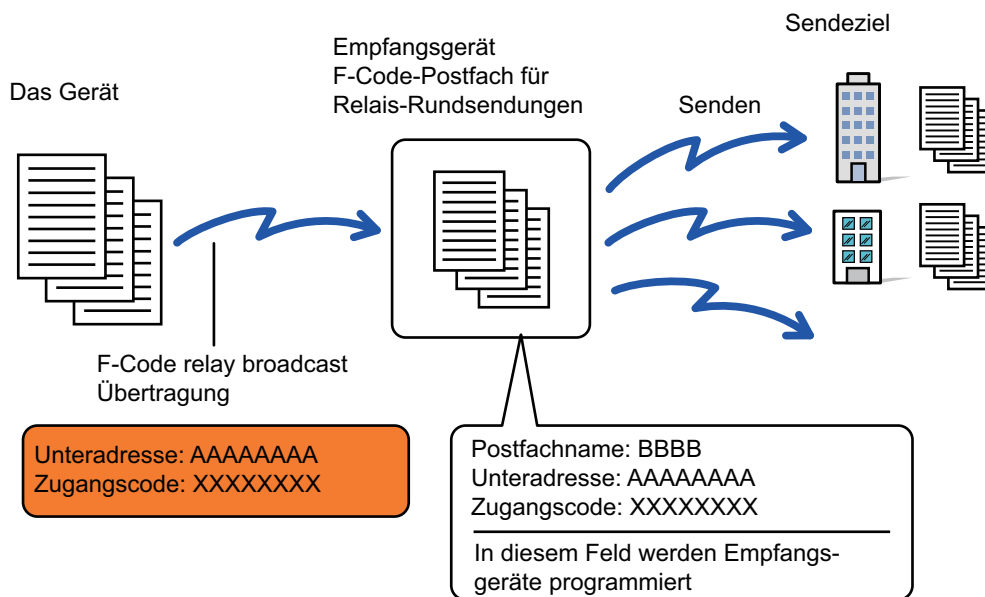 Das Gerät
Empfangsgerät
F-Code-Postfach für
Relais-Rundsendungen
Senden
Sendeziel
F-Code relay broadcast
Übertragung
Unteradresse: AAAAAAAA
Zugangscode: XXXXXXXX
Postfachname: BBBB
Unteradresse: AAAAAAAA
Zugangscode: XXXXXXXX
In diesem Feld werden Empfangs-
geräte programmiert